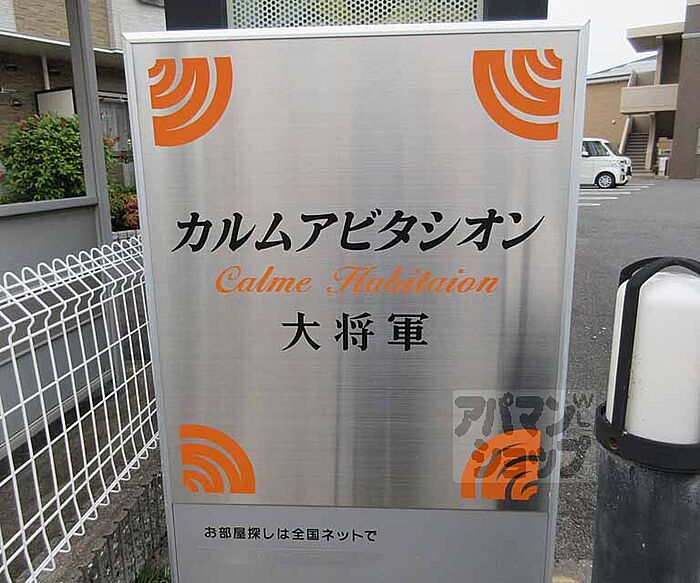 カルムアビタシオン
Calme Habitaion
大将軍
アパマン
ショップ
お部屋探しは全国ネットで